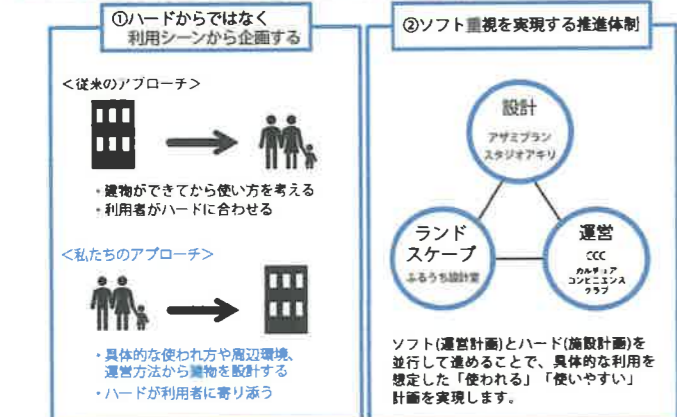 ①ハードからではなく
利用シーンから企画する
＜従来のアプローチ＞
・建物ができてから使い方を考える
・利用者がハードに合わせる
＜私たちのアプローチ＞
・具体的な使われ方や周辺環境、
運営方法から建物を設計する
・ハードが利用者に寄り添う
②ソフト重視を実現する推進体制
設計
アザミプラン
スタジオアキリ
ランド
スケープ
ふるうち設計室
運営
CCC
カルチュア
コンビニエンス
クラブ
ソフト(運営計画)とハード(施設計画)を
並行して進めることで、具体的な利用を
想定した「使われる」「使いやすい」
計画を実現します。